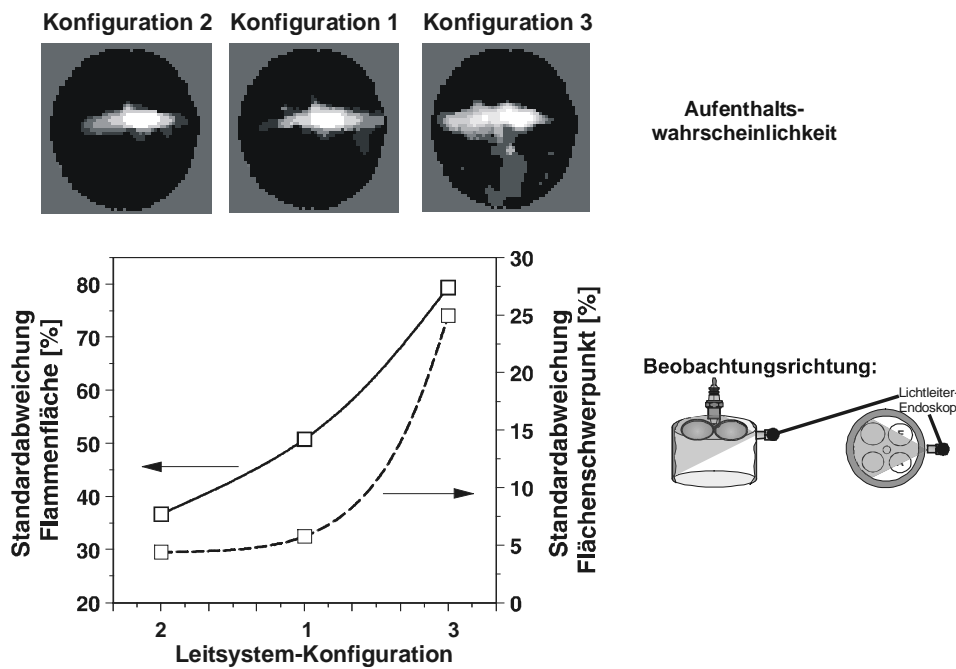 Konfiguration 2
Konfiguration 1
Konfiguration 3
Aufenthalts-
wahrscheinlichkeit
Standardabweichung
Flammenfläche [%]
80
70
60
50
40
30
20
30
25
20
15
10
5
0
Standardabweichung
Flächenschwerpunkt [%]
2
1
3
Leitsystem-Konfiguration
Beobachtungsrichtung:
Lichtleiter-
Endoskop